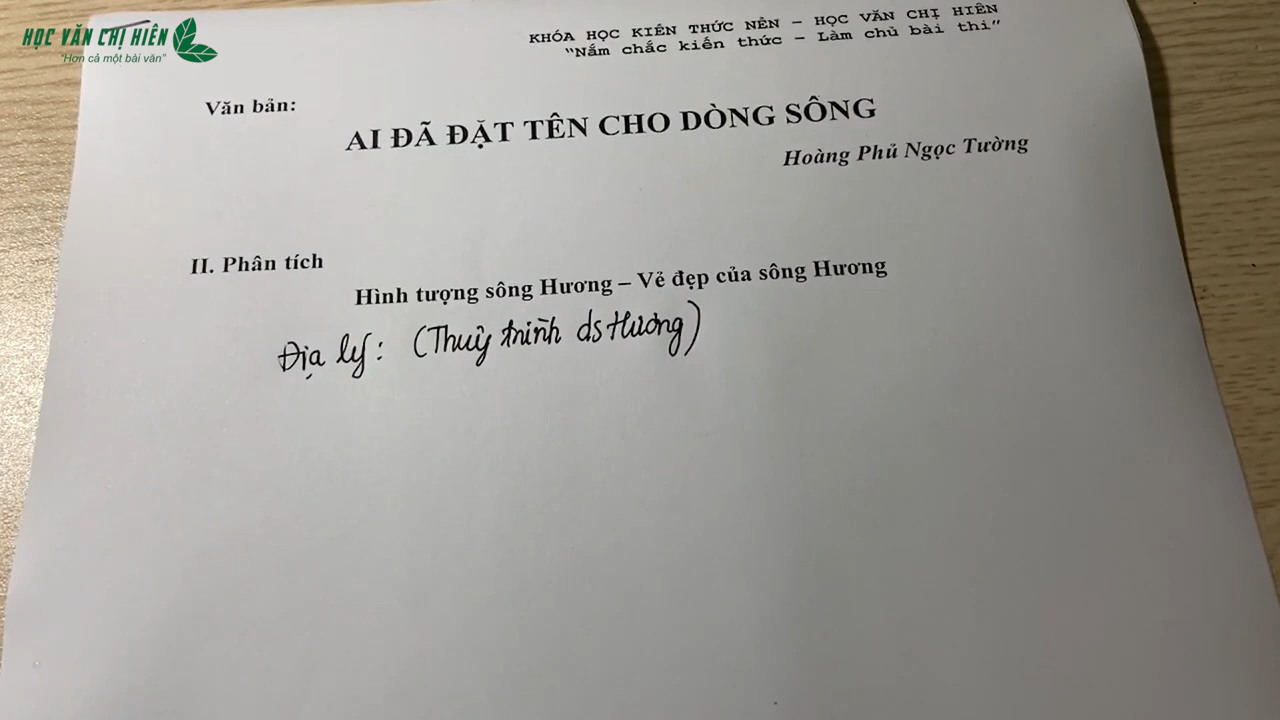 HỌC VĂN CHỊ HIÊN
"Hơn cả một bài văn"
KHÓA HỌC KIẾN THỨC NỀN – HỌC VĂN CHỊ HIÊN
"Nắm chắc kiến thức – Làm chủ bài thi"
Văn bản:
AI ĐÃ ĐẶT TÊN CHO DÒNG SÔNG
Hoàng Phủ Ngọc Tường
II. Phân tích
Hình tượng sông Hương – Vẻ đẹp của sông Hương
Địa lý: (Thuỷ trình ds Hương)